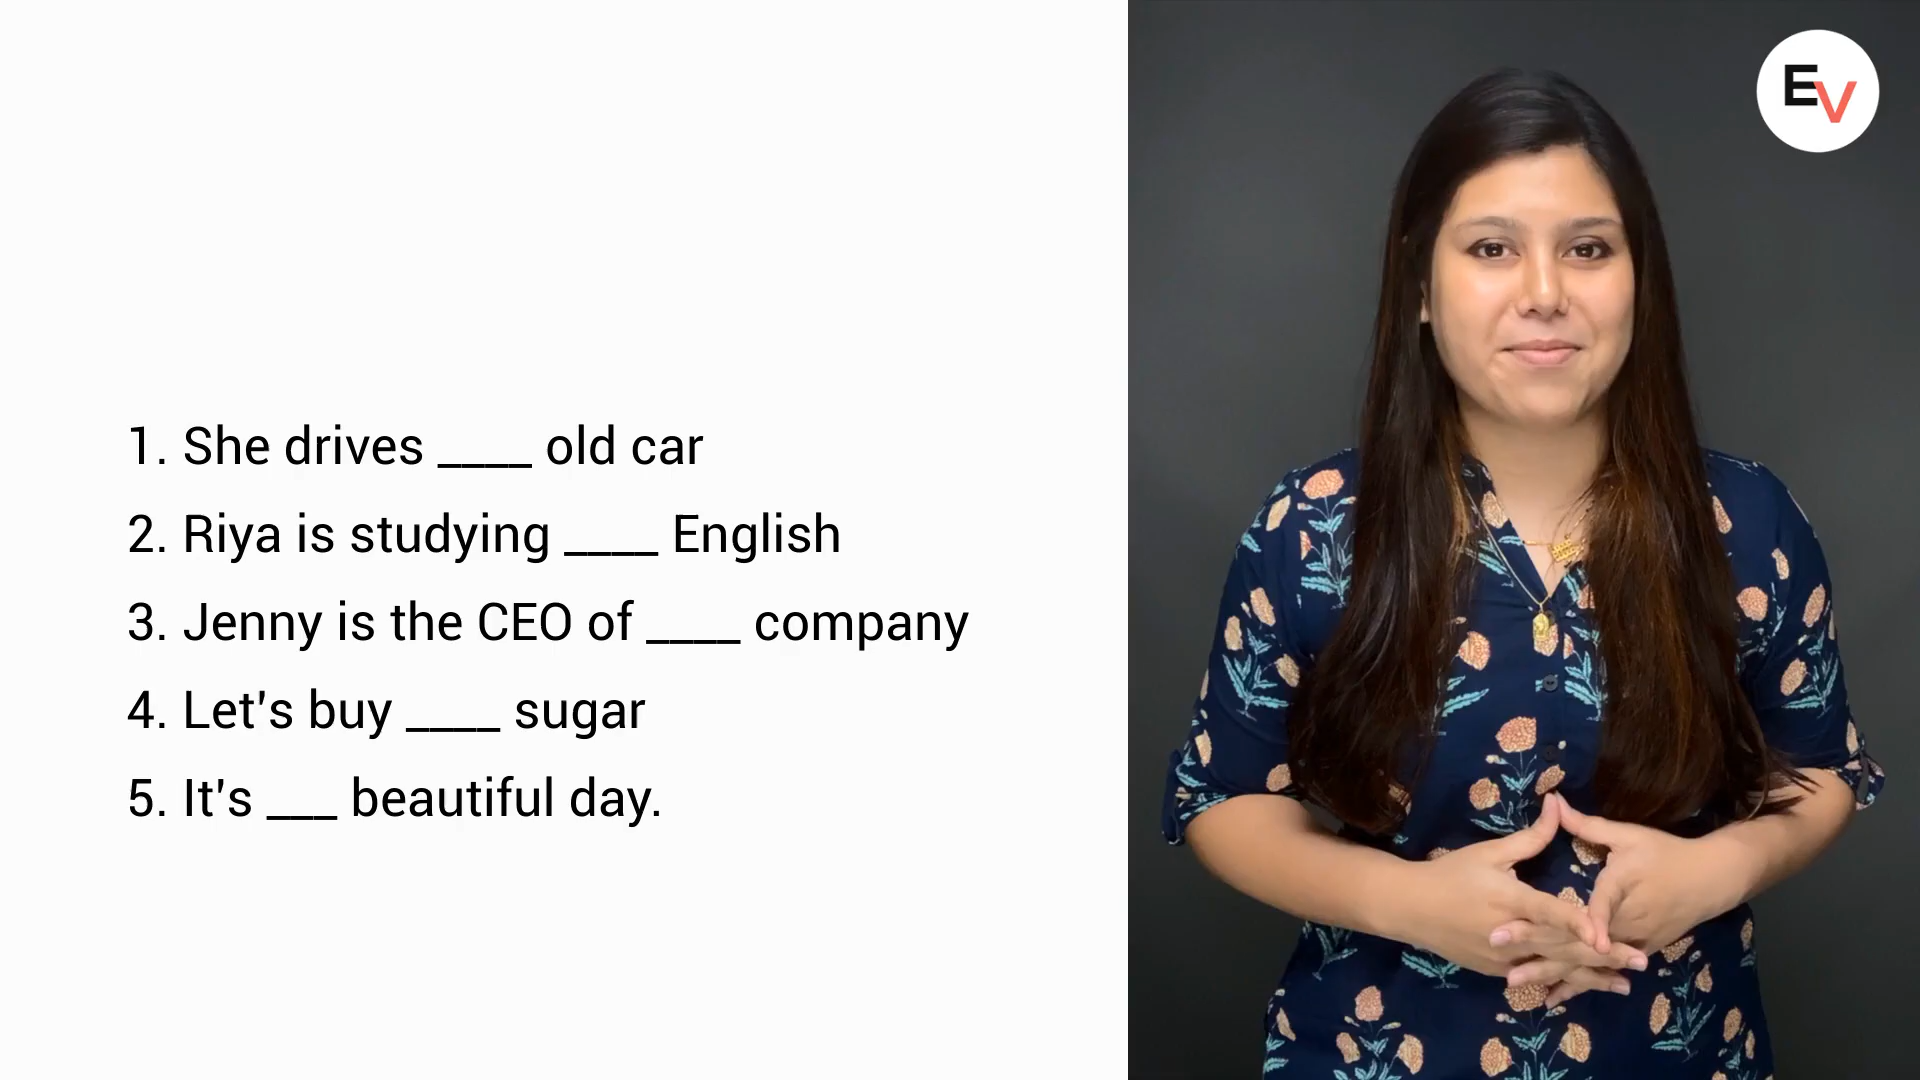 1. She drives ____ old car
2. Riya is studying ____ English
3. Jenny is the CEO of ____ company
4. Let's buy ____ sugar
5. It's ___ beautiful day.
EV